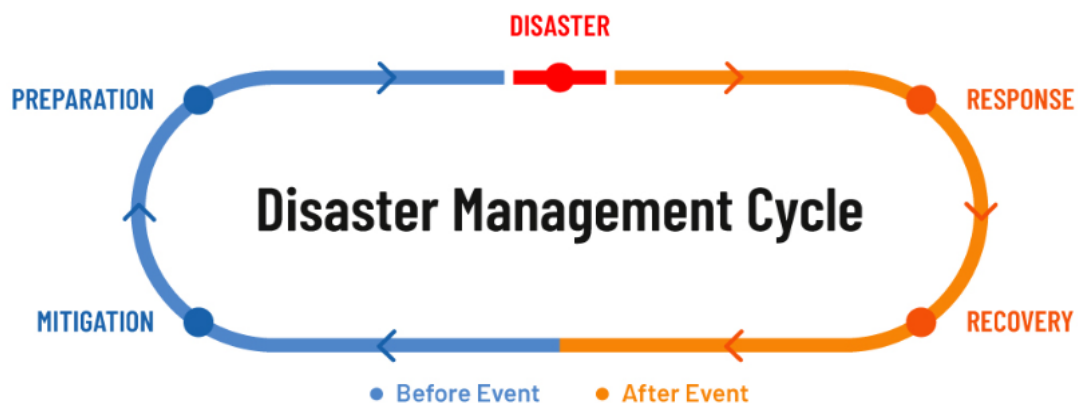 DISASTER
PREPARATION
RESPONSE
Disaster Management Cycle
MITIGATION
RECOVERY
Before Event
After Event